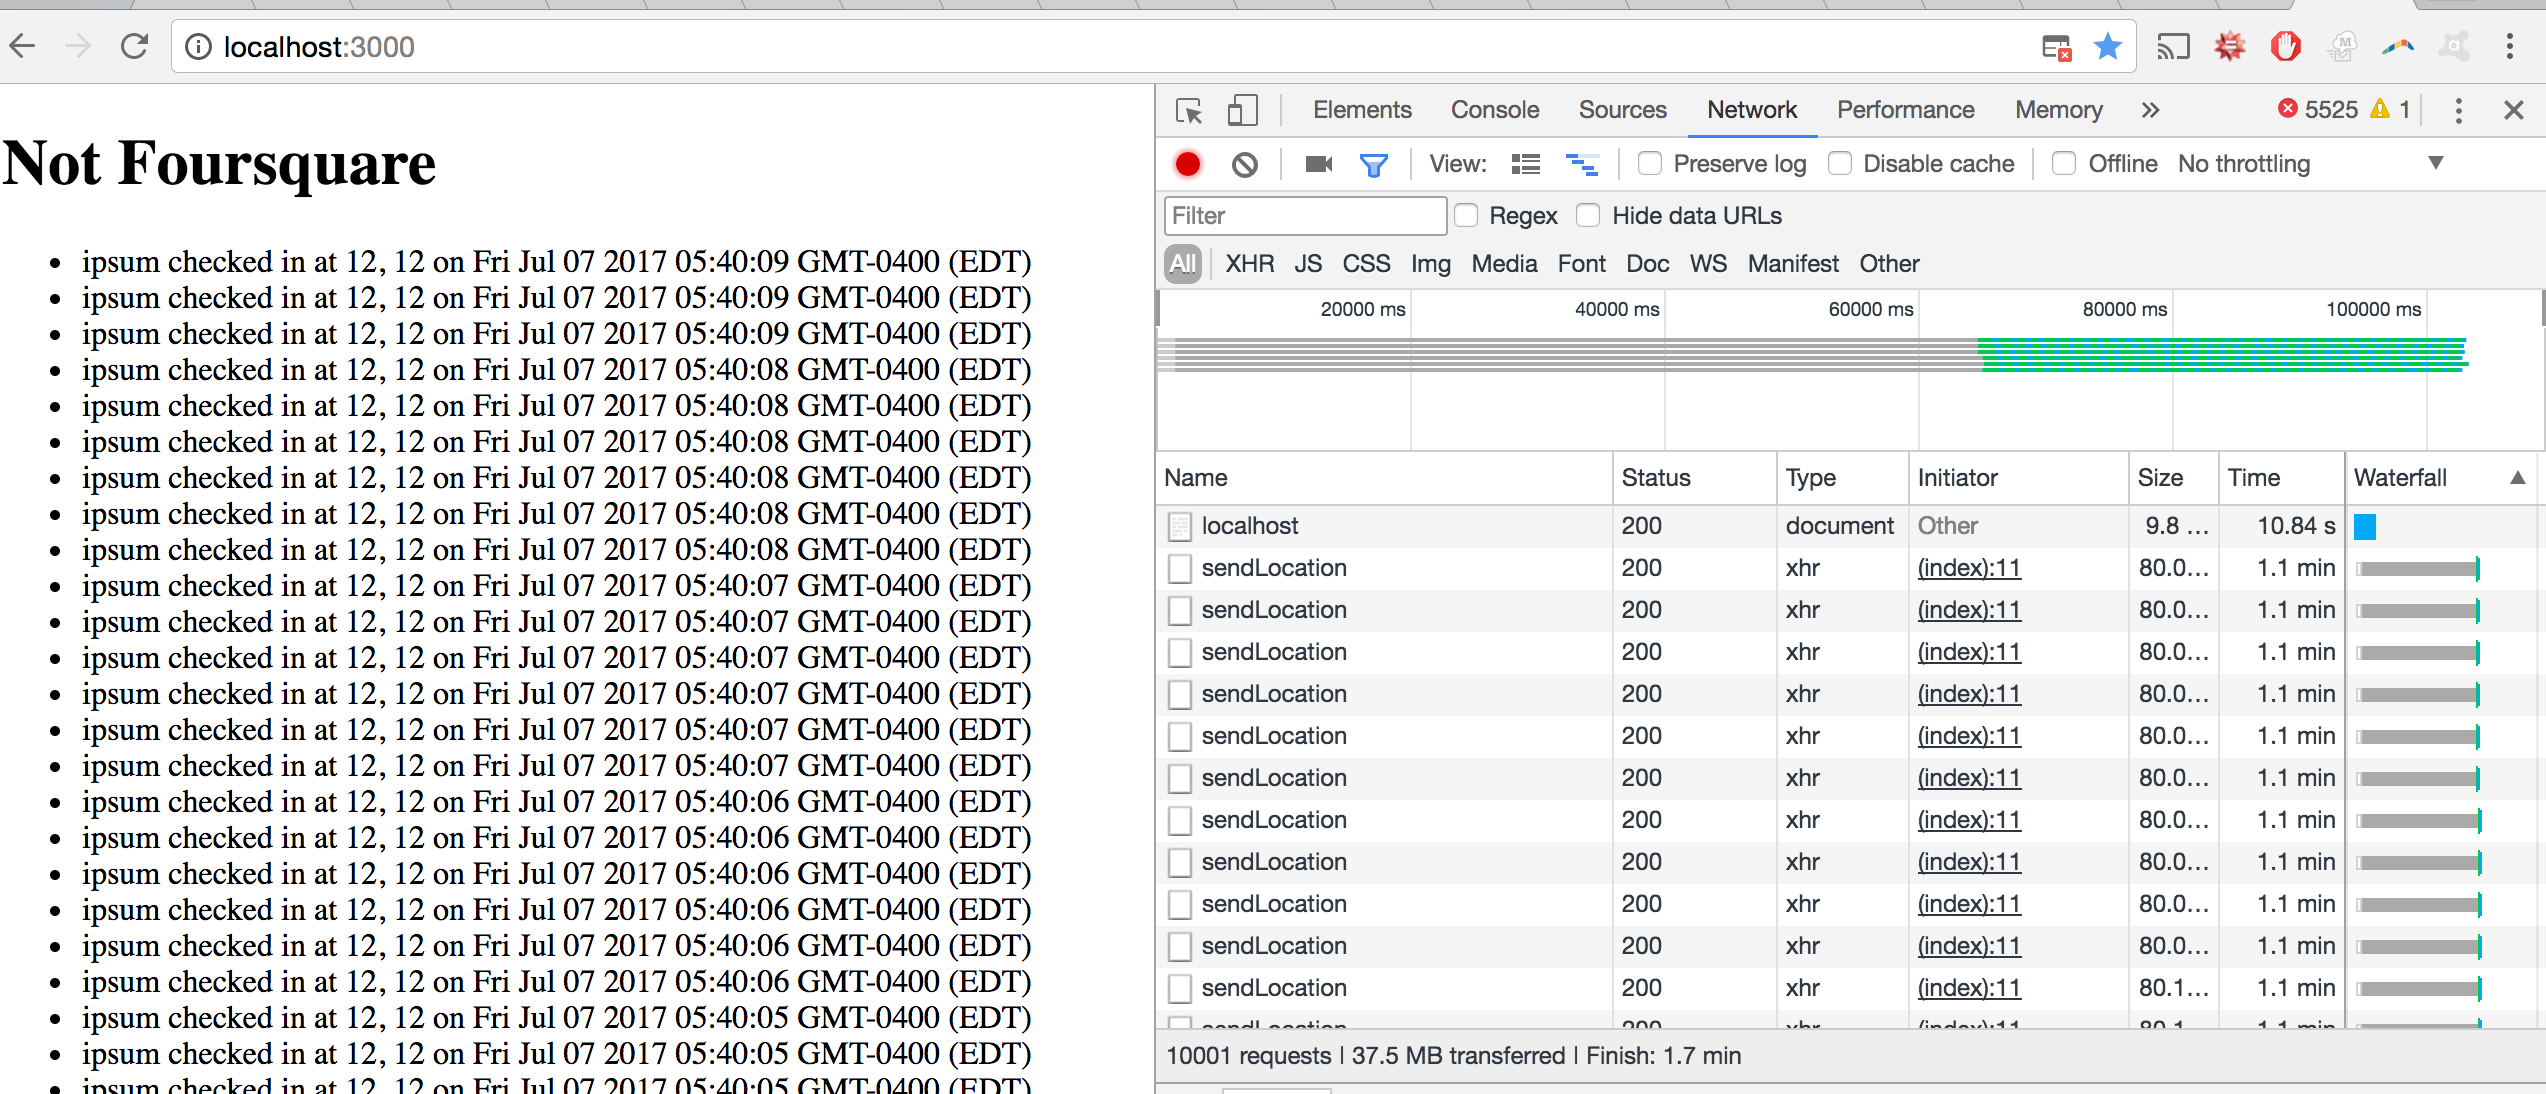 localhost:3000
Not Foursquare
ipsum checked in at 12, 12 on Fri Jul 07 2017 05:40:09 GMT-0400 (EDT)
ipsum checked in at 12, 12 on Fri Jul 07 2017 05:40:09 GMT-0400 (EDT)
ipsum checked in at 12, 12 on Fri Jul 07 2017 05:40:09 GMT-0400 (EDT)
ipsum checked in at 12, 12 on Fri Jul 07 2017 05:40:08 GMT-0400 (EDT)
ipsum checked in at 12, 12 on Fri Jul 07 2017 05:40:08 GMT-0400 (EDT)
ipsum checked in at 12, 12 on Fri Jul 07 2017 05:40:08 GMT-0400 (EDT)
ipsum checked in at 12, 12 on Fri Jul 07 2017 05:40:08 GMT-0400 (EDT)
ipsum checked in at 12, 12 on Fri Jul 07 2017 05:40:08 GMT-0400 (EDT)
ipsum checked in at 12, 12 on Fri Jul 07 2017 05:40:08 GMT-0400 (EDT)
ipsum checked in at 12, 12 on Fri Jul 07 2017 05:40:07 GMT-0400 (EDT)
ipsum checked in at 12, 12 on Fri Jul 07 2017 05:40:07 GMT-0400 (EDT)
ipsum checked in at 12, 12 on Fri Jul 07 2017 05:40:07 GMT-0400 (EDT)
ipsum checked in at 12, 12 on Fri Jul 07 2017 05:40:07 GMT-0400 (EDT)
ipsum checked in at 12, 12 on Fri Jul 07 2017 05:40:07 GMT-0400 (EDT)
ipsum checked in at 12, 12 on Fri Jul 07 2017 05:40:07 GMT-0400 (EDT)
ipsum checked in at 12, 12 on Fri Jul 07 2017 05:40:06 GMT-0400 (EDT)
ipsum checked in at 12, 12 on Fri Jul 07 2017 05:40:06 GMT-0400 (EDT)
ipsum checked in at 12, 12 on Fri Jul 07 2017 05:40:06 GMT-0400 (EDT)
ipsum checked in at 12, 12 on Fri Jul 07 2017 05:40:06 GMT-0400 (EDT)
ipsum checked in at 12, 12 on Fri Jul 07 2017 05:40:06 GMT-0400 (EDT)
ipsum checked in at 12, 12 on Fri Jul 07 2017 05:40:06 GMT-0400 (EDT)
ipsum checked in at 12, 12 on Fri Jul 07 2017 05:40:05 GMT-0400 (EDT)
ipsum checked in at 12, 12 on Fri Jul 07 2017 05:40:05 GMT-0400 (EDT)
ipsum checked in at 12, 12 on Fri Jul 07 2017 05:40:05 GMT-0400 (EDT)
Elements Console Sources Network Performance Memory » 5525 1
View: Preserve log Disable cache Offline No throttling
Filter Regex Hide data URLs
All XHR JS CSS Img Media Font Doc WS Manifest Other
20000 ms 40000 ms 60000 ms 80000 ms 100000 ms
Name Status Type Initiator Size Time Waterfall
localhost 200 document Other 9.8 ... 10.84 s
sendLocation 200 xhr (index):11 80.0... 1.1 min
sendLocation 200 xhr (index):11 80.0... 1.1 min
sendLocation 200 xhr (index):11 80.0... 1.1 min
sendLocation 200 xhr (index):11 80.0... 1.1 min
sendLocation 200 xhr (index):11 80.0... 1.1 min
sendLocation 200 xhr (index):11 80.0... 1.1 min
sendLocation 200 xhr (index):11 80.0... 1.1 min
sendLocation 200 xhr (index):11 80.0... 1.1 min
sendLocation 200 xhr (index):11 80.0... 1.1 min
sendLocation 200 xhr (index):11 80.0... 1.1 min
sendLocation 200 xhr (index):11 80.1... 1.1 min
sendLocation 200 xhr (index):11 80.1... 1.1 min
10001 requests | 37.5 MB transferred | Finish: 1.7 min